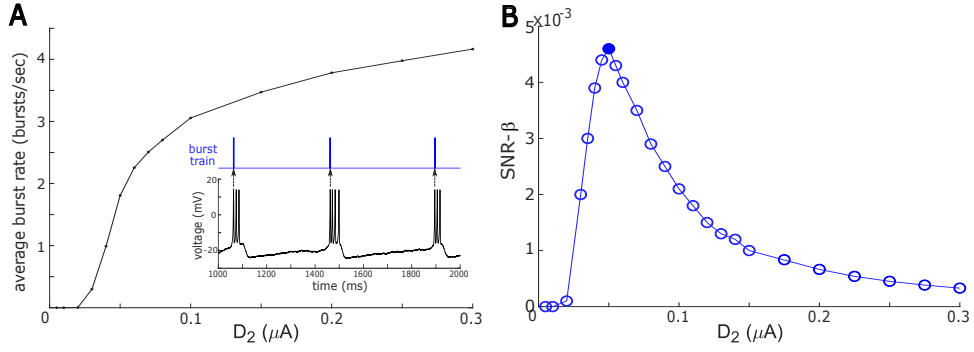 A
average burst rate (bursts/sec)
4
3
2
1
0
0.1
0.2
0.3
D₂ (μA)
burst
train
voltage (mV)
20
0
−20
1000
1200
1400
1600
1800
2000
time (ms)
B
5
×10⁻³
4
3
2
1
0
SNR-β
0
0.1
0.2
0.3
D₂ (μA)